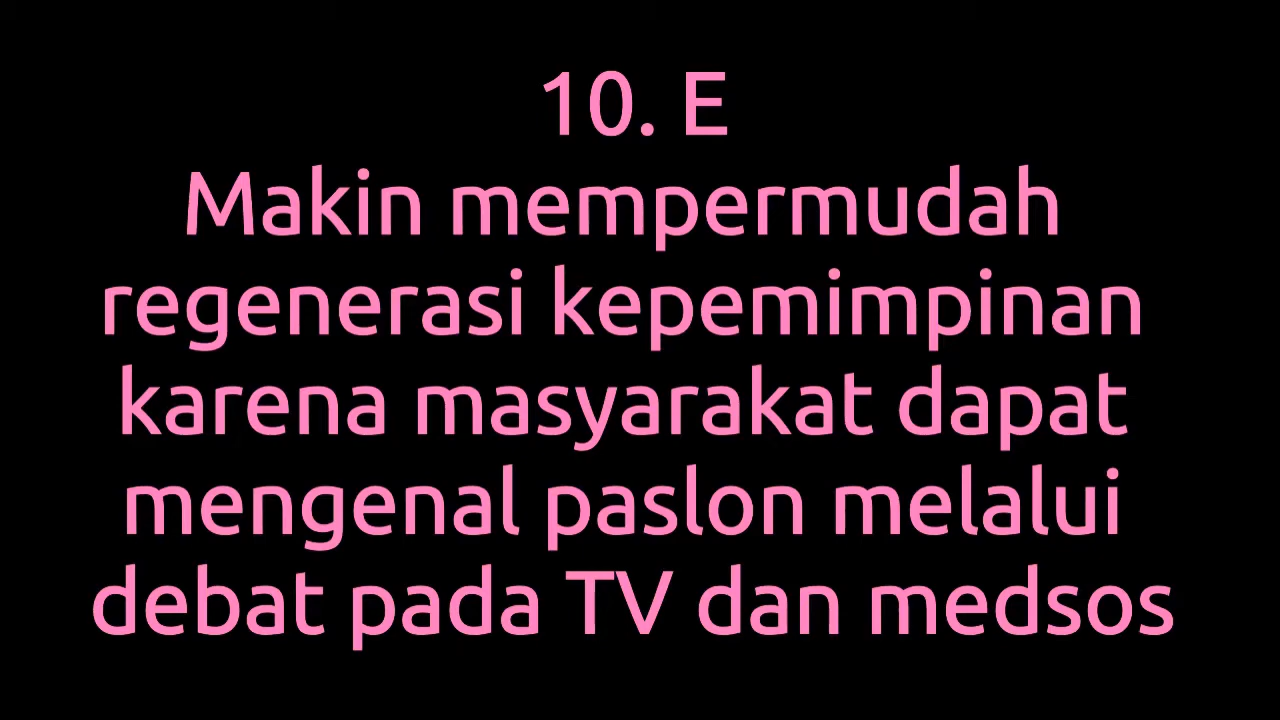 10. E
Makin mempermudah
regenerasi kepemimpinan
karena masyarakat dapat
mengenal paslon melalui
debat pada TV dan medsos